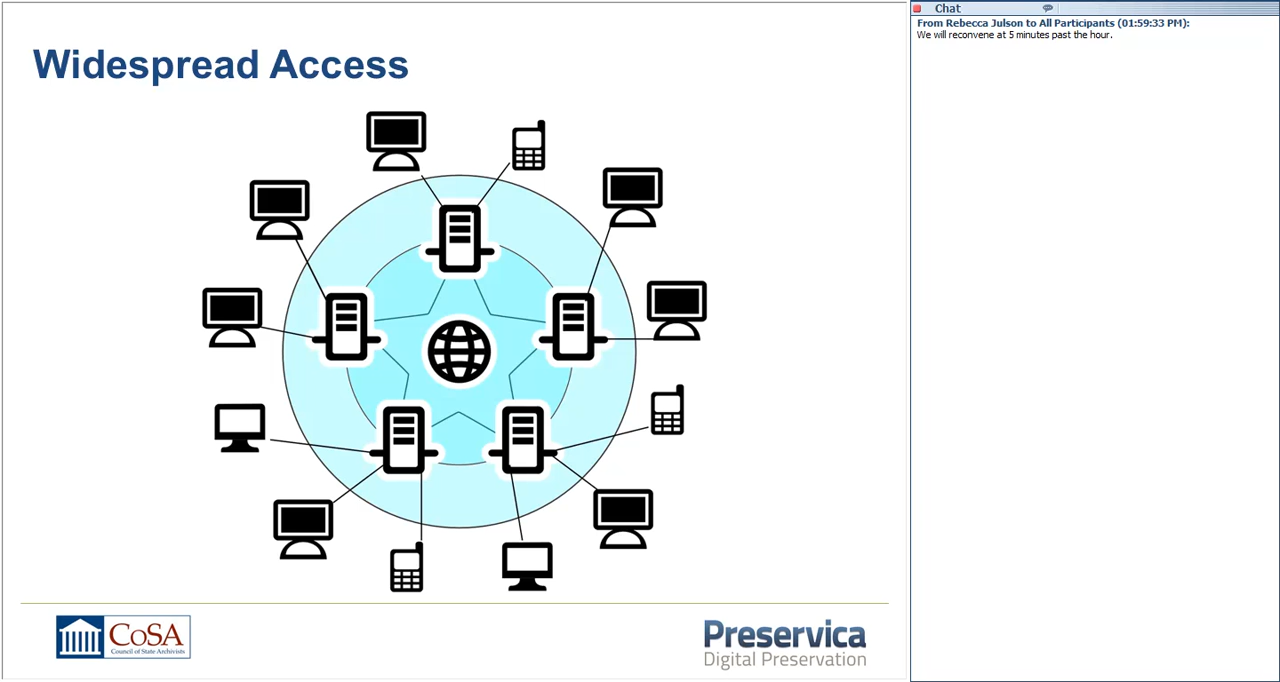 Widespread Access
CoSA
Council of State Archivists
Preservica
Digital Preservation
Chat
From Rebecca Julson to All Participants (01:59:33 PM):
We will reconvene at 5 minutes past the hour.